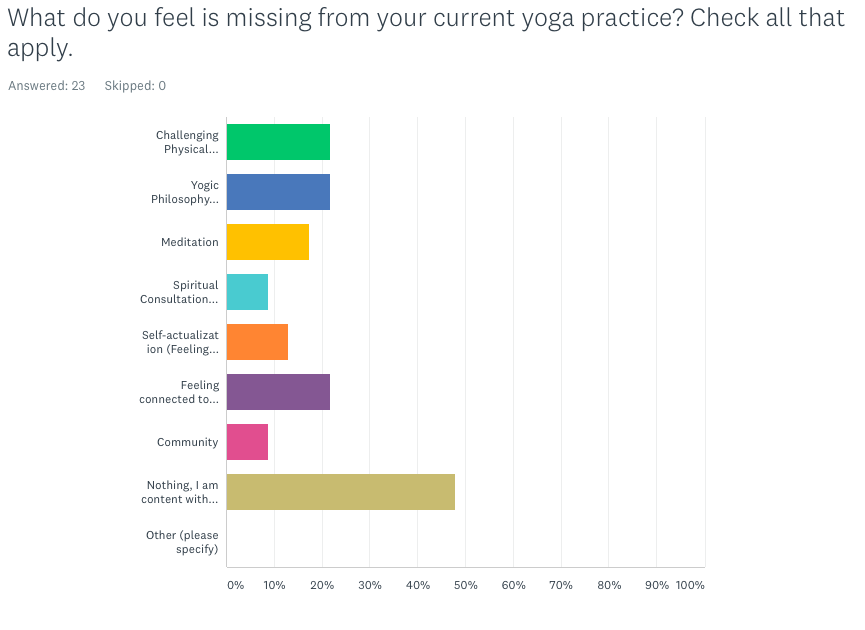 What do you feel is missing from your current yoga practice? Check all that
apply.
Answered: 23 Skipped: 0
Challenging
Physical...
Yogic
Philosophy...
Meditation
Spiritual
Consultation...
Self-actualizat
ion (Feeling...
Feeling
connected to...
Community
Nothing, I am
content with...
Other (please
specify)
0% 10% 20% 30% 40% 50% 60% 70% 80% 90% 100%